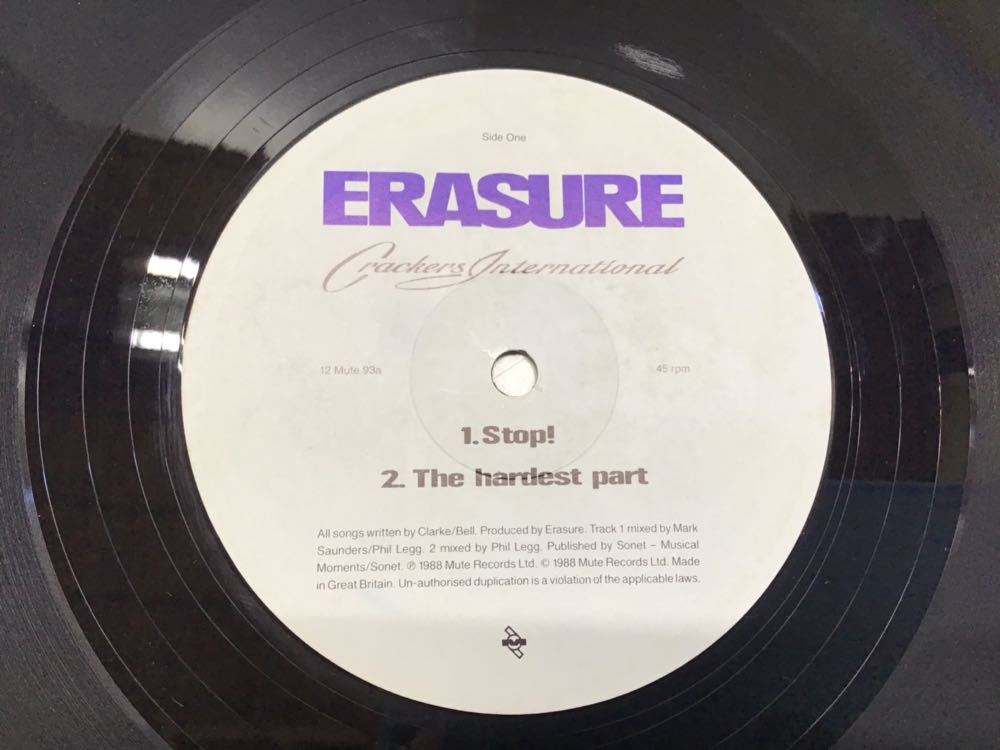 Side One
ERASURE
Crackers International
12 Mute 93a
45 rpm
1. Stop!
2. The hardest part
All songs written by Clarke/Bell. Produced by Erasure. Track 1 mixed by Mark
Saunders/Phil Legg. 2 mixed by Phil Legg. Published by Sonet – Musical
Moments/Sonet. ℗ 1988 Mute Records Ltd. © 1988 Mute Records Ltd. Made
in Great Britain. Un-authorised duplication is a violation of the applicable laws.